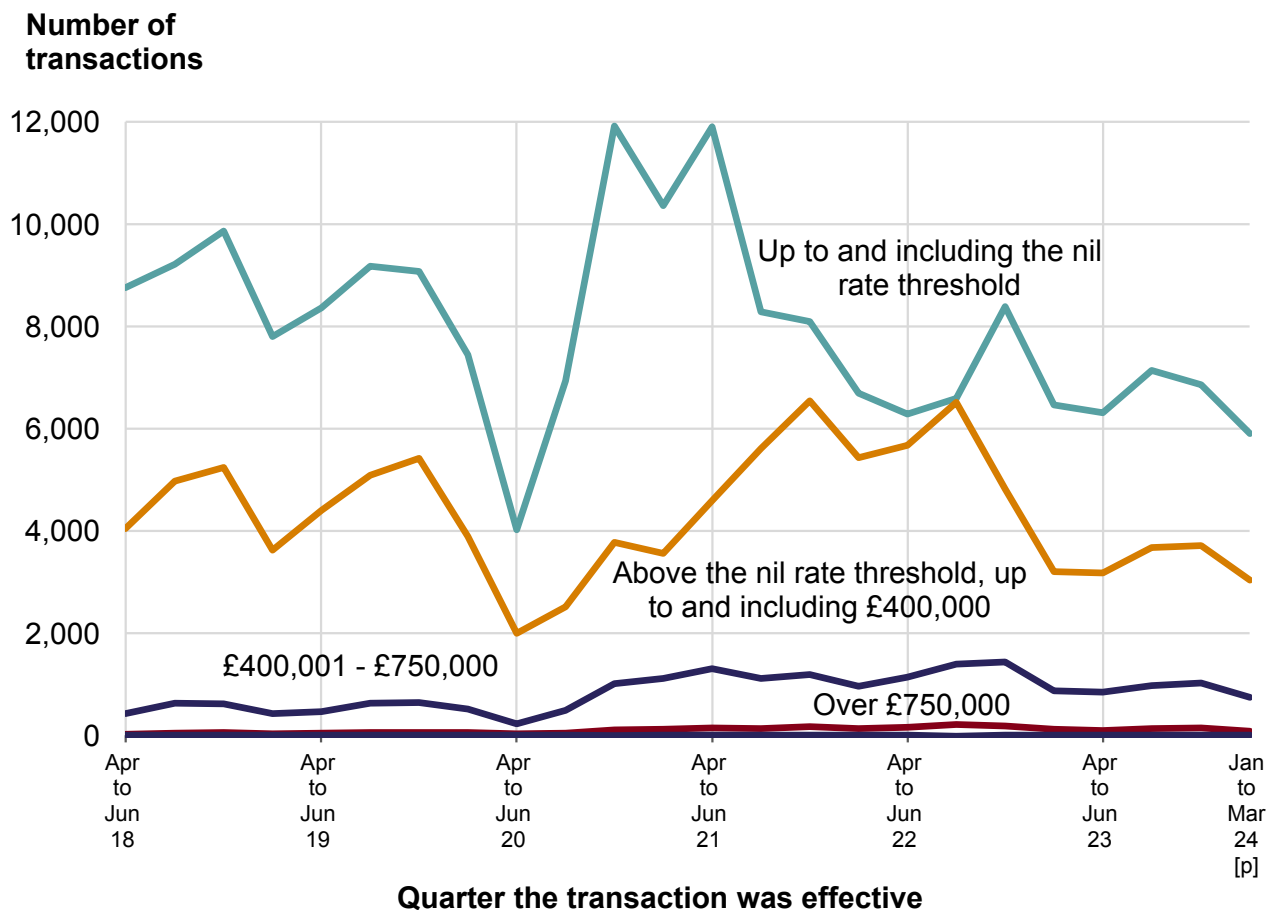 Number of
transactions
12,000
10,000
8,000
6,000
4,000
2,000
0
Up to and including the nil
rate threshold
Above the nil rate threshold, up
to and including £400,000
£400,001 - £750,000
Over £750,000
Apr
to
Jun
18
Apr
to
Jun
19
Apr
to
Jun
20
Apr
to
Jun
21
Apr
to
Jun
22
Apr
to
Jun
23
Jan
to
Mar
24
[p]
Quarter the transaction was effective